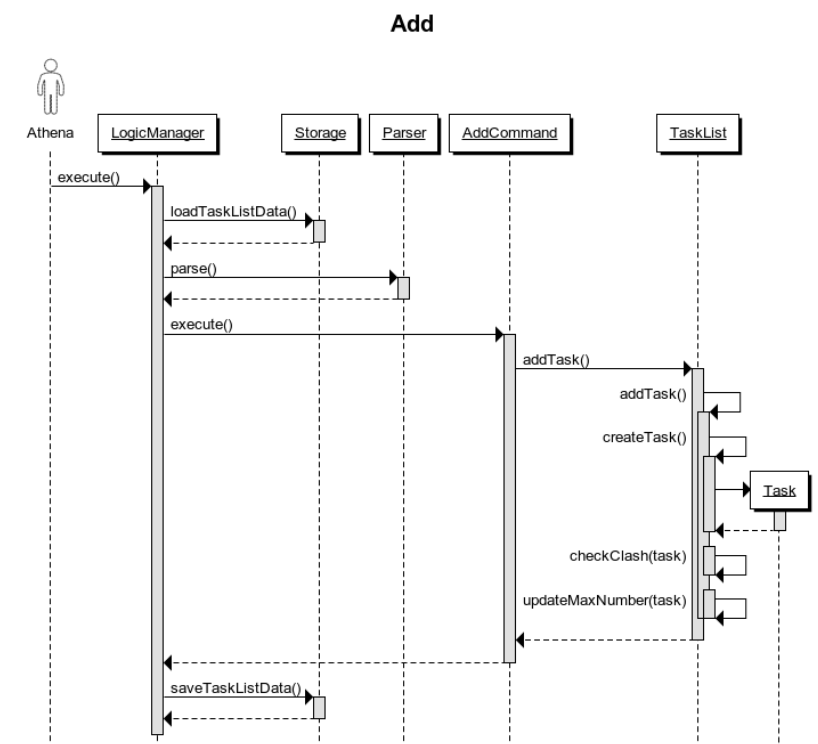 Add
Athena
LogicManager
Storage
Parser
AddCommand
TaskList
execute()
loadTaskListData()
parse()
execute()
addTask()
addTask()
createTask()
Task
checkClash(task)
updateMaxNumber(task)
saveTaskListData()